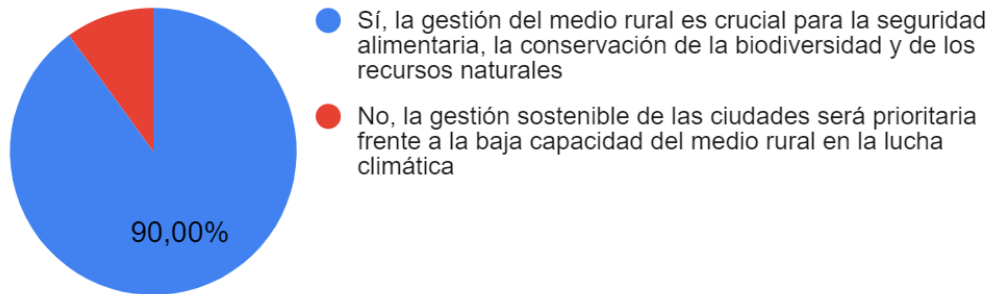 Sí, la gestión del medio rural es crucial para la seguridad
alimentaria, la conservación de la biodiversidad y de los
recursos naturales
No, la gestión sostenible de las ciudades será prioritaria
frente a la baja capacidad del medio rural en la lucha
climática
90,00%